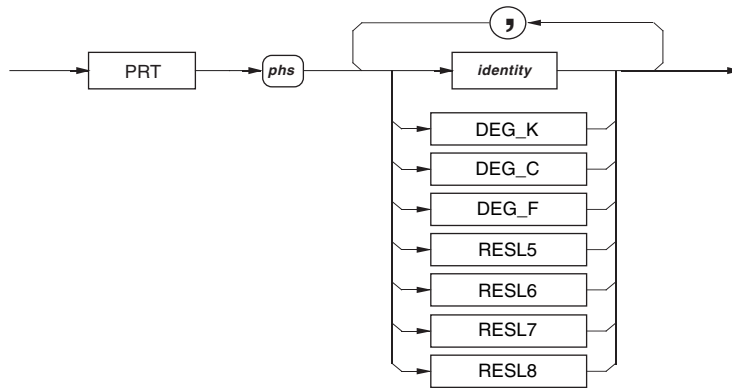 ,
PRT
phs
identity
DEG_K
DEG_C
DEG_F
RESL5
RESL6
RESL7
RESL8